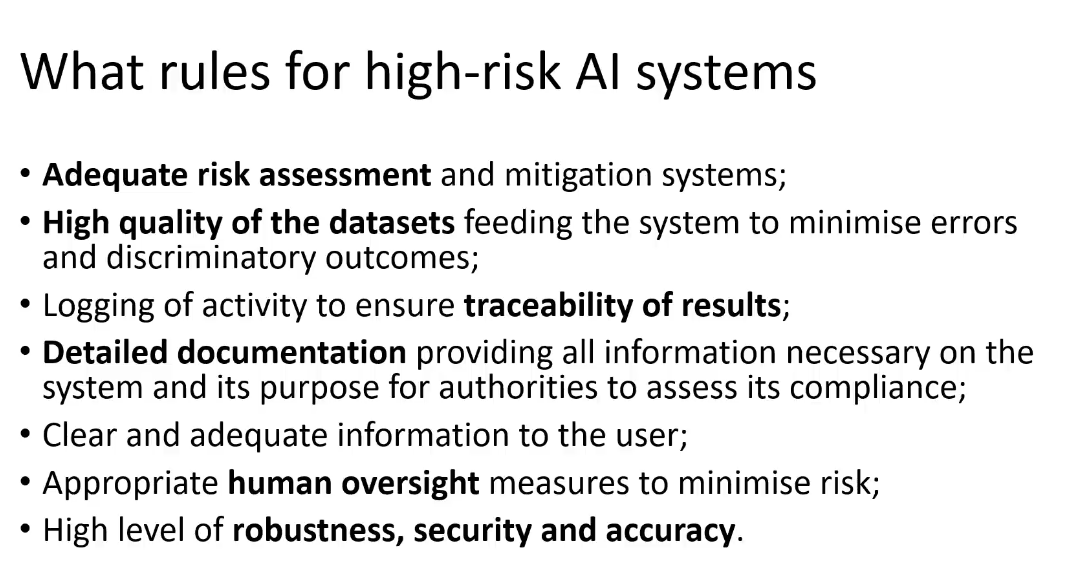 What rules for high-risk AI systems
• Adequate risk assessment and mitigation systems;
• High quality of the datasets feeding the system to minimise errors
and discriminatory outcomes;
• Logging of activity to ensure traceability of results;
• Detailed documentation providing all information necessary on the
system and its purpose for authorities to assess its compliance;
• Clear and adequate information to the user;
• Appropriate human oversight measures to minimise risk;
• High level of robustness, security and accuracy.